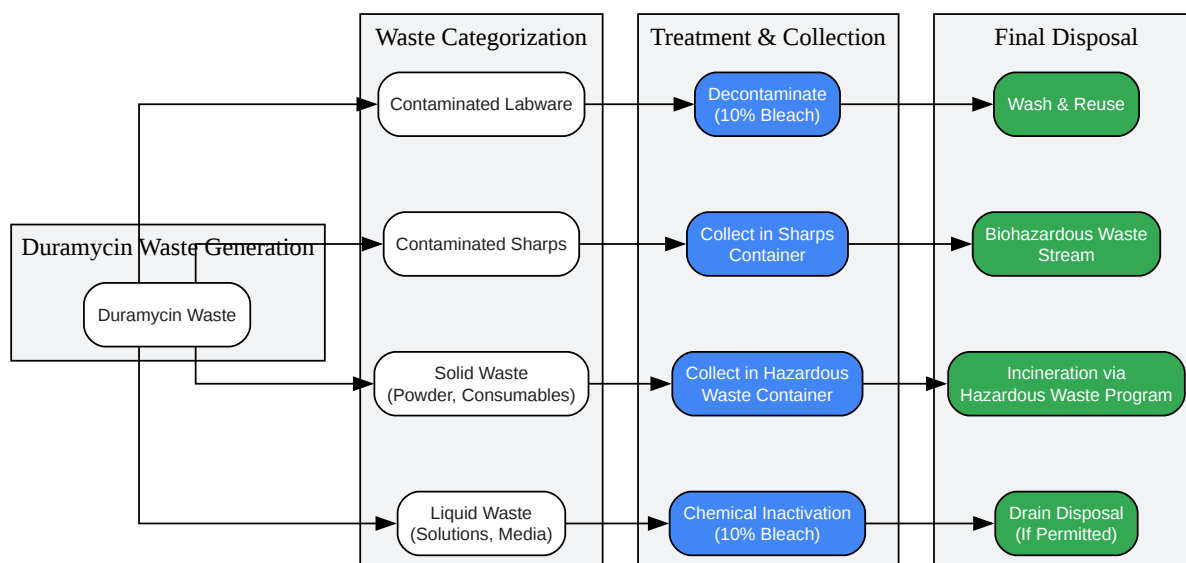 Waste Categorization
Treatment & Collection
Final Disposal
Contaminated Labware
Decontaminate
(10% Bleach)
Wash & Reuse
Duramycin Waste Generation
Contaminated Sharps
Collect in Sharps
Container
Biohazardous Waste
Stream
Duramycin Waste
Solid Waste
(Powder, Consumables)
Collect in Hazardous
Waste Container
Incineration via
Hazardous Waste Program
Liquid Waste
(Solutions, Media)
Chemical Inactivation
(10% Bleach)
Drain Disposal
(If Permitted)